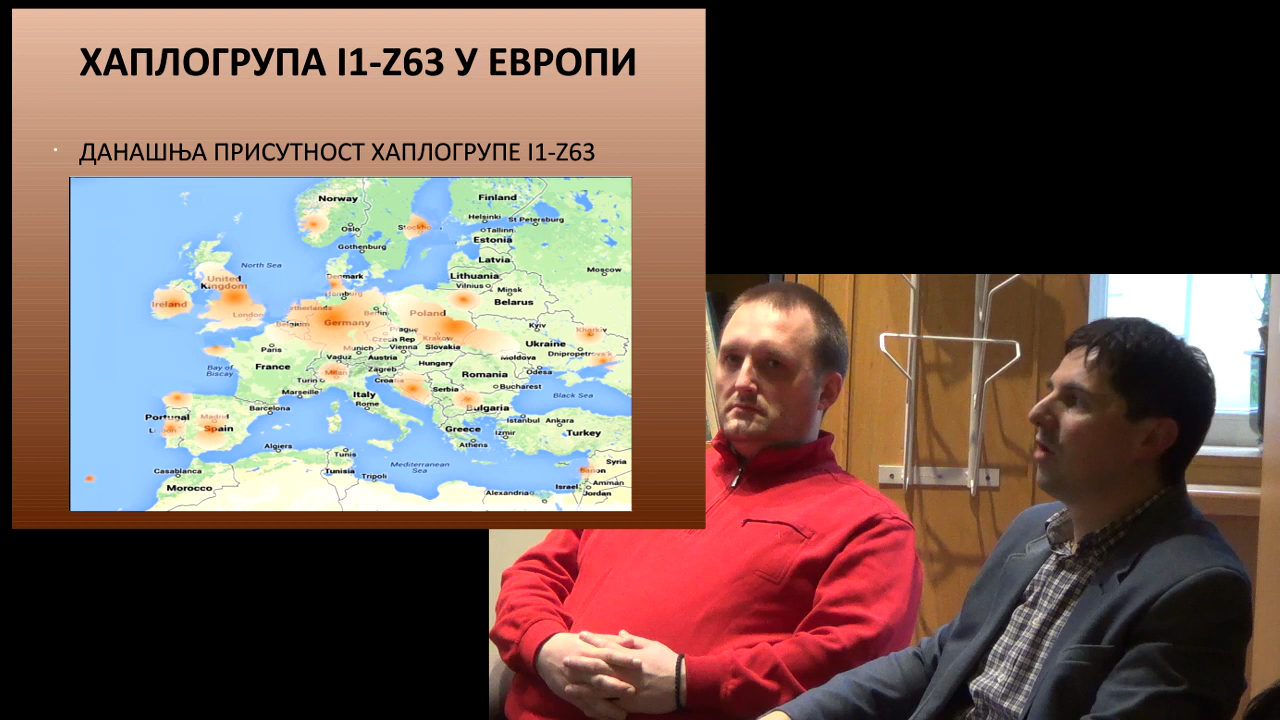 ХАПЛОГРУПА I1-Z63 У ЕВРОПИ
ДАНАШЊА ПРИСУТНОСТ ХАПЛОГРУПЕ I1-Z63
Norway
Finland
Helsinki
St Petersburg
Oslo
Tallinn
Estonia
Gothenburg
North Sea
Latvia
Moscow
Denmark
Lithuania
United
Kingdom
Vilnius
Minsk
Hamburg
Belarus
Ireland
London
Berlin
Poland
Belgium
Germany
Prague
Kyiv
Kharkiv
Czech Rep
Krakow
Ukraine
Paris
Munich
Vienna
Slovakia
Dnipropetrovs'k
Vaduz
Austria
Moldova
France
Hungary
Bay of
Biscay
Milan
Zagreb
Romania
Odesa
Turin
Croatia
Serbia
Bucharest
Marseille
Italy
Black Sea
Rome
Bulgaria
Barcelona
Portugal
Madrid
Spain
Istanbul
Ankara
Greece
Izmir
Turkey
Athens
Algiers
Tunis
Syria
Casablanca
Tunisia
Mediterranean
Sea
Tripoli
Amman
Morocco
Israel
Alexandria
Jordan